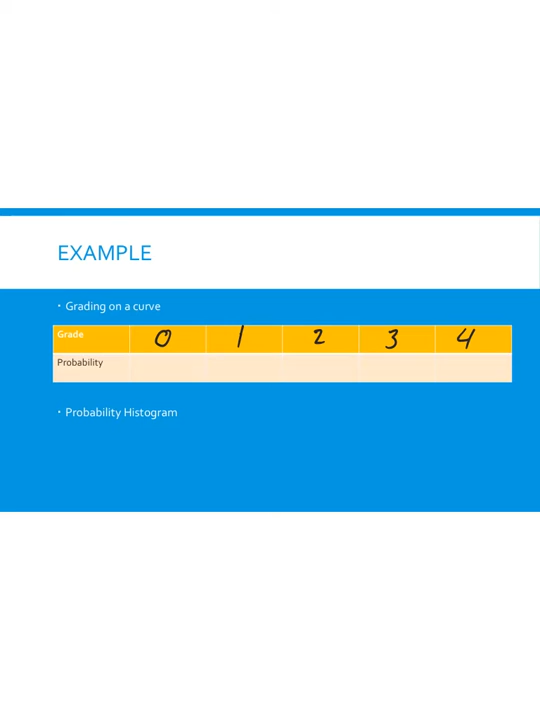 EXAMPLE
• Grading on a curve
Grade 0 1 2 3 4
Probability
• Probability Histogram